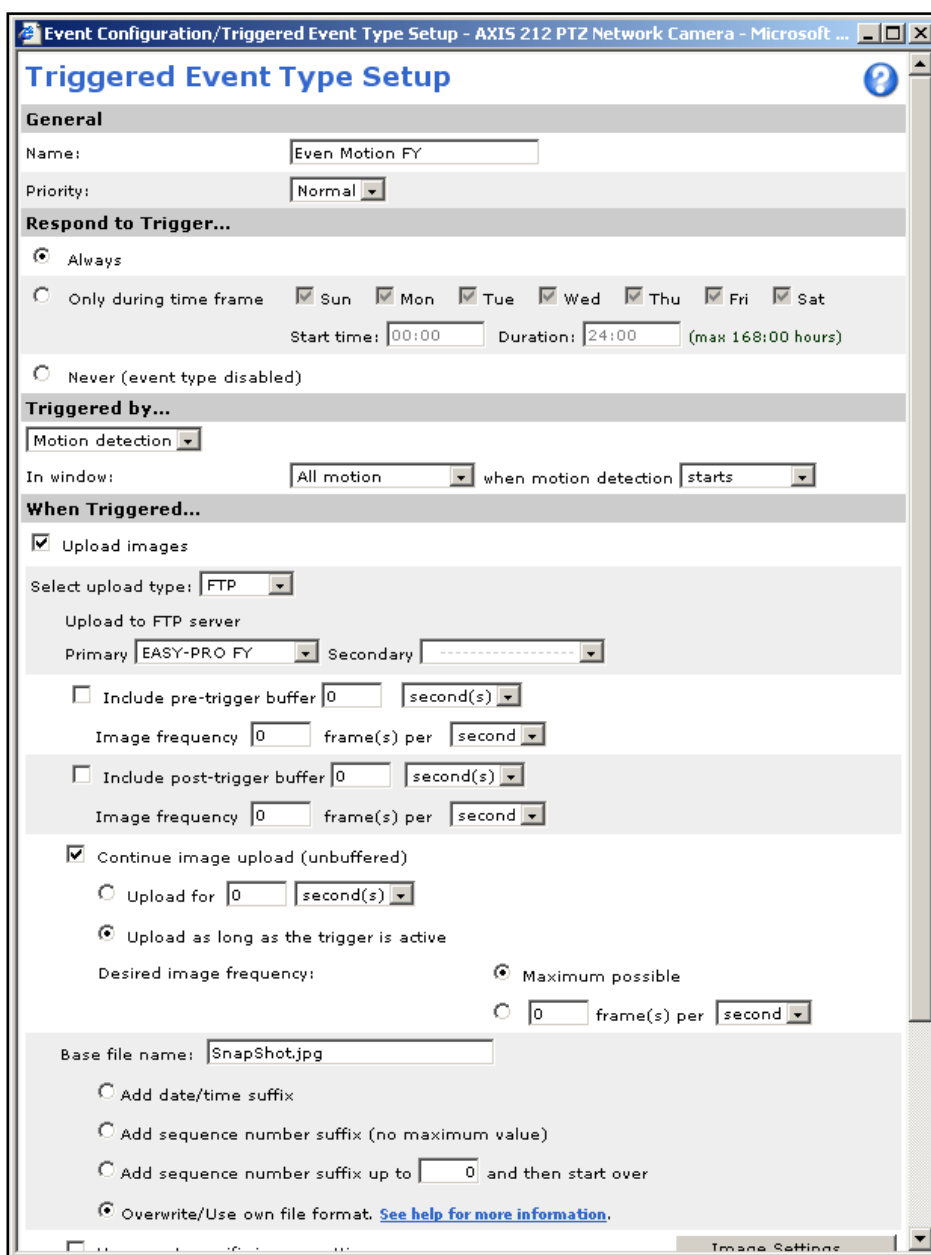 Event Configuration/Triggered Event Type Setup - AXIS 212 PTZ Network Camera - Microsoft ...
Triggered Event Type Setup
General
Name: Even Motion FY
Priority: Normal
Respond to Trigger...
Always
Only during time frame Sun Mon Tue Wed Thu Fri Sat
Start time: 00:00 Duration: 24:00 (max 168:00 hours)
Never (event type disabled)
Triggered by...
Motion detection
In window: All motion when motion detection starts
When Triggered...
Upload images
Select upload type: FTP
Upload to FTP server
Primary EASY-PRO FY Secondary ------------------
Include pre-trigger buffer 0 second(s)
Image frequency 0 frame(s) per second
Include post-trigger buffer 0 second(s)
Image frequency 0 frame(s) per second
Continue image upload (unbuffered)
Upload for 0 second(s)
Upload as long as the trigger is active
Desired image frequency: Maximum possible
0 frame(s) per second
Base file name: SnapShot.jpg
Add date/time suffix
Add sequence number suffix (no maximum value)
Add sequence number suffix up to 0 and then start over
Overwrite/Use own file format. See help for more information.
Image Settings